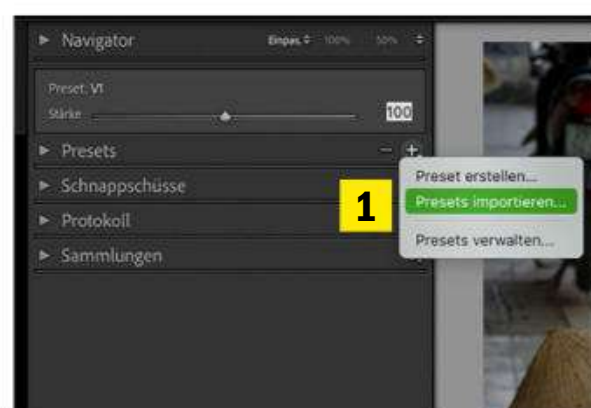 Navigator Einpas. 100% 50%
Preset: V1
Stärke 100
Presets
Schnappschüsse
Protokoll
Sammlungen
1
Preset erstellen...
Presets importieren...
Presets verwalten...